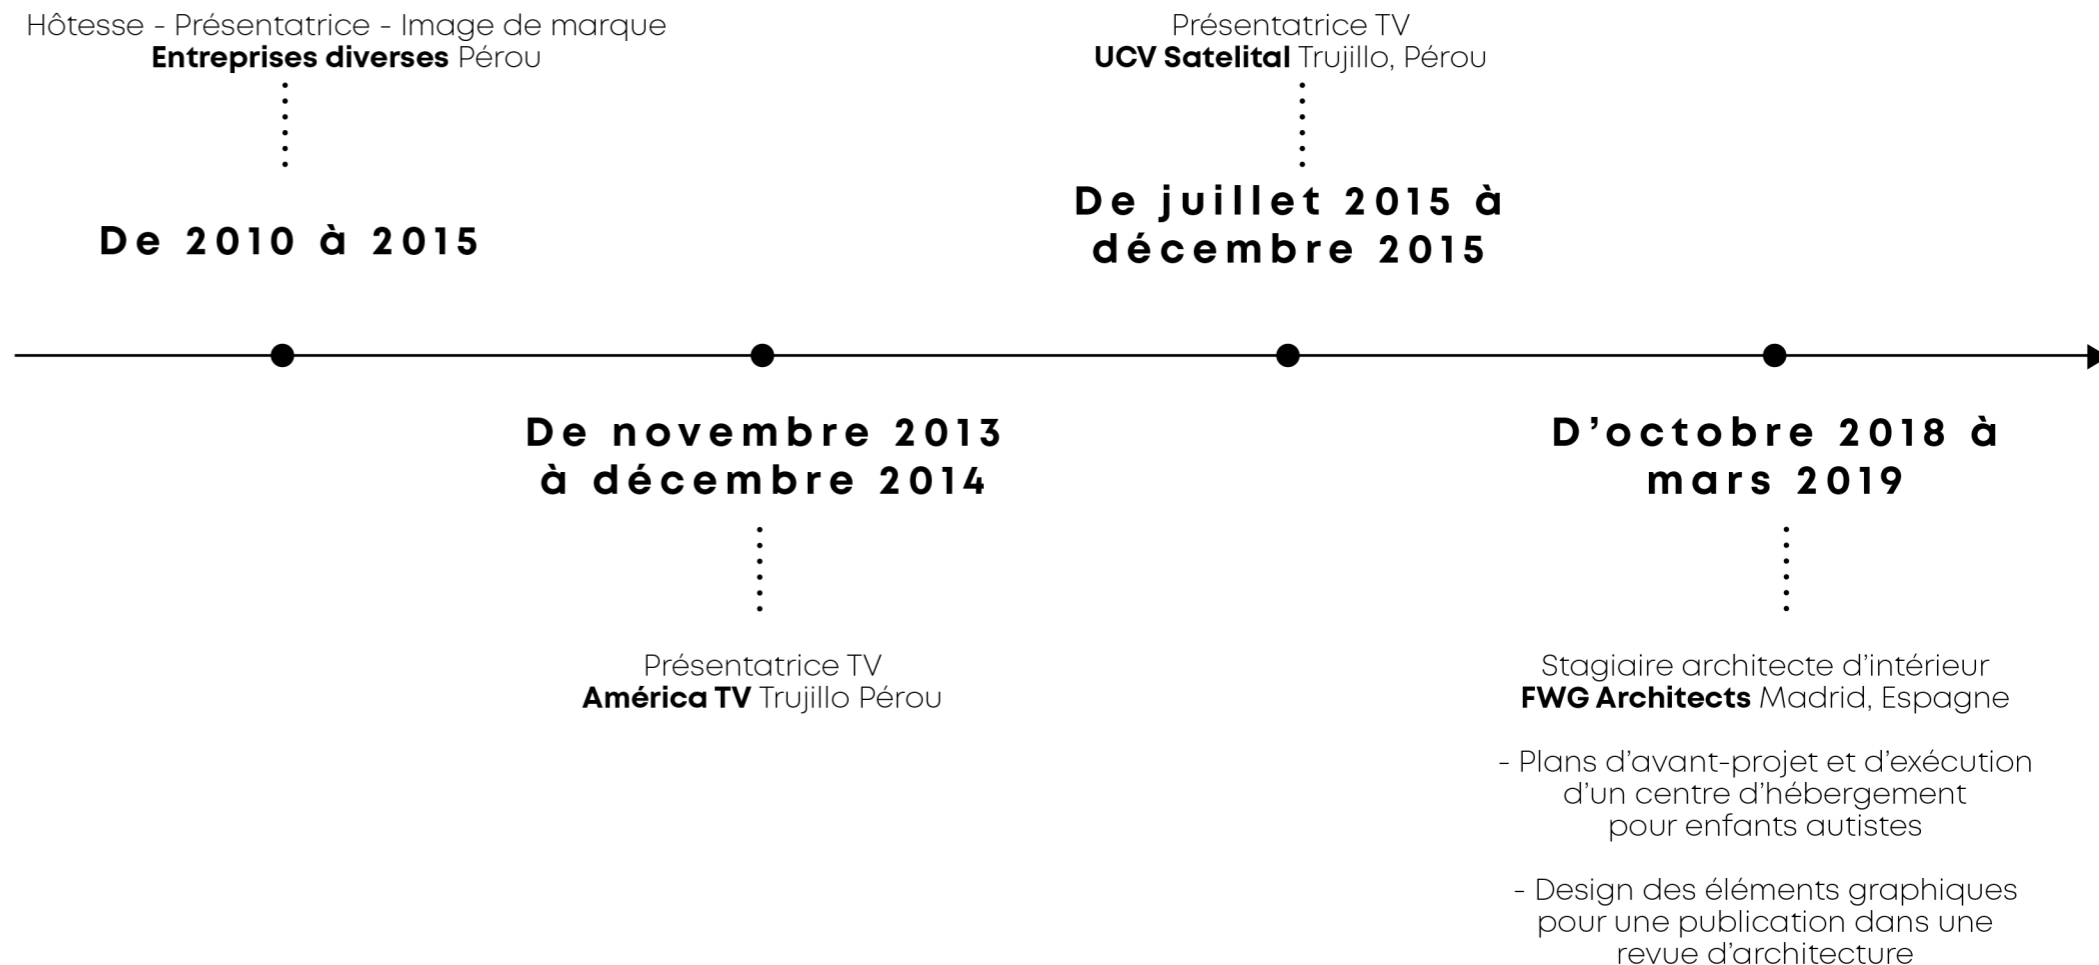 Hôtesse - Présentatrice - Image de marque
Entreprises diverses Pérou
De 2010 à 2015
De novembre 2013
à décembre 2014
Présentatrice TV
América TV Trujillo Pérou
Présentatrice TV
UCV Satelital Trujillo, Pérou
De juillet 2015 à
décembre 2015
D’octobre 2018 à
mars 2019
Stagiaire architecte d’intérieur
FWG Architects Madrid, Espagne
- Plans d’avant-projet et d’exécution
d’un centre d’hébergement
pour enfants autistes
- Design des éléments graphiques
pour une publication dans une
revue d’architecture